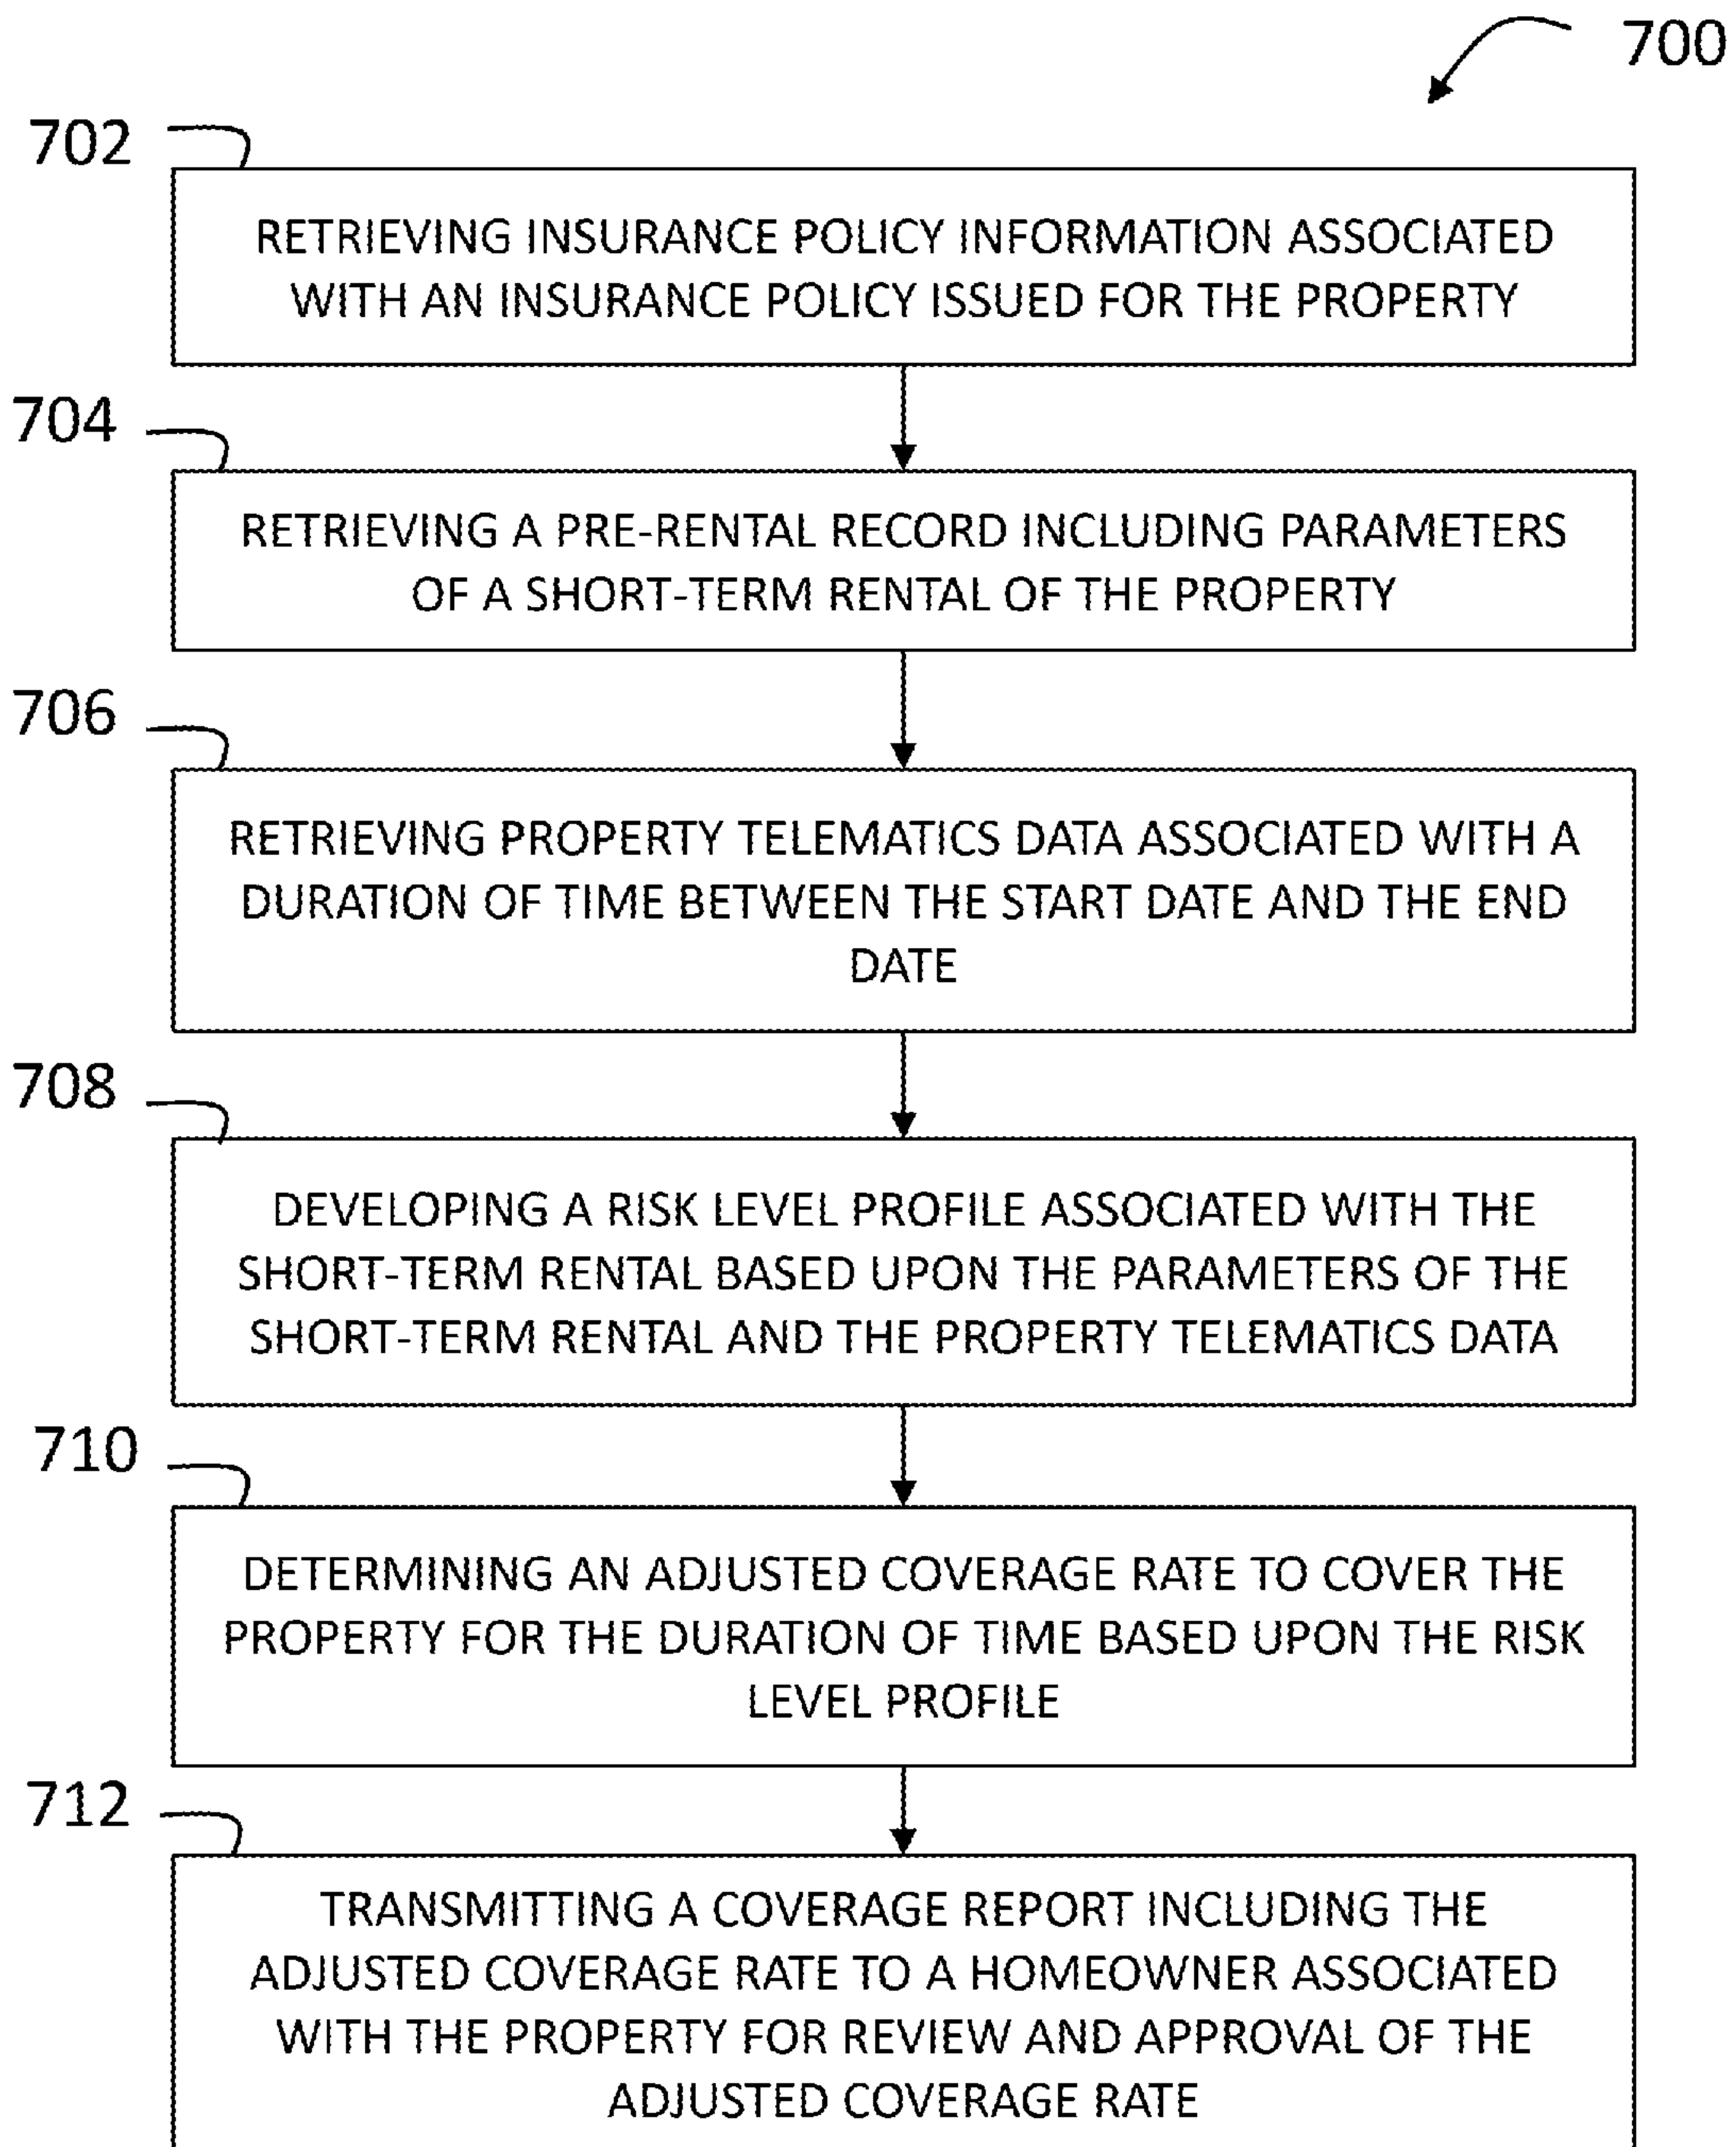 700
702
RETRIEVING INSURANCE POLICY INFORMATION ASSOCIATED
WITH AN INSURANCE POLICY ISSUED FOR THE PROPERTY
704
RETRIEVING A PRE-RENTAL RECORD INCLUDING PARAMETERS
OF A SHORT-TERM RENTAL OF THE PROPERTY
706
RETRIEVING PROPERTY TELEMATICS DATA ASSOCIATED WITH A
DURATION OF TIME BETWEEN THE START DATE AND THE END
DATE
708
DEVELOPING A RISK LEVEL PROFILE ASSOCIATED WITH THE
SHORT-TERM RENTAL BASED UPON THE PARAMETERS OF THE
SHORT-TERM RENTAL AND THE PROPERTY TELEMATICS DATA
710
DETERMINING AN ADJUSTED COVERAGE RATE TO COVER THE
PROPERTY FOR THE DURATION OF TIME BASED UPON THE RISK
LEVEL PROFILE
712
TRANSMITTING A COVERAGE REPORT INCLUDING THE
ADJUSTED COVERAGE RATE TO A HOMEOWNER ASSOCIATED
WITH THE PROPERTY FOR REVIEW AND APPROVAL OF THE
ADJUSTED COVERAGE RATE